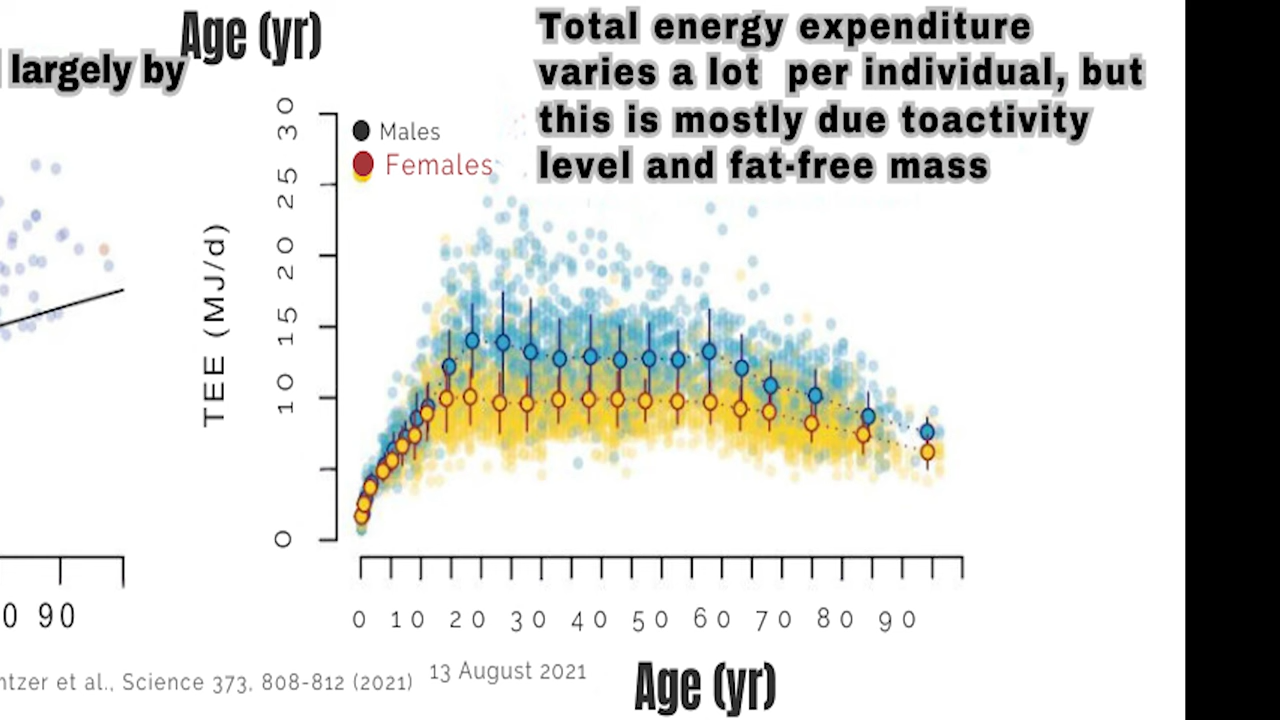 Age (yr)
largely by
Total energy expenditure
varies a lot per individual, but
this is mostly due toactivity
level and fat-free mass
Males
Females
TEE (MJ/d)
30
25
20
15
10
0
0 10 20 30 40 50 60 70 80 90
0 90
ntzer et al., Science 373, 808-812 (2021)
13 August 2021
Age (yr)